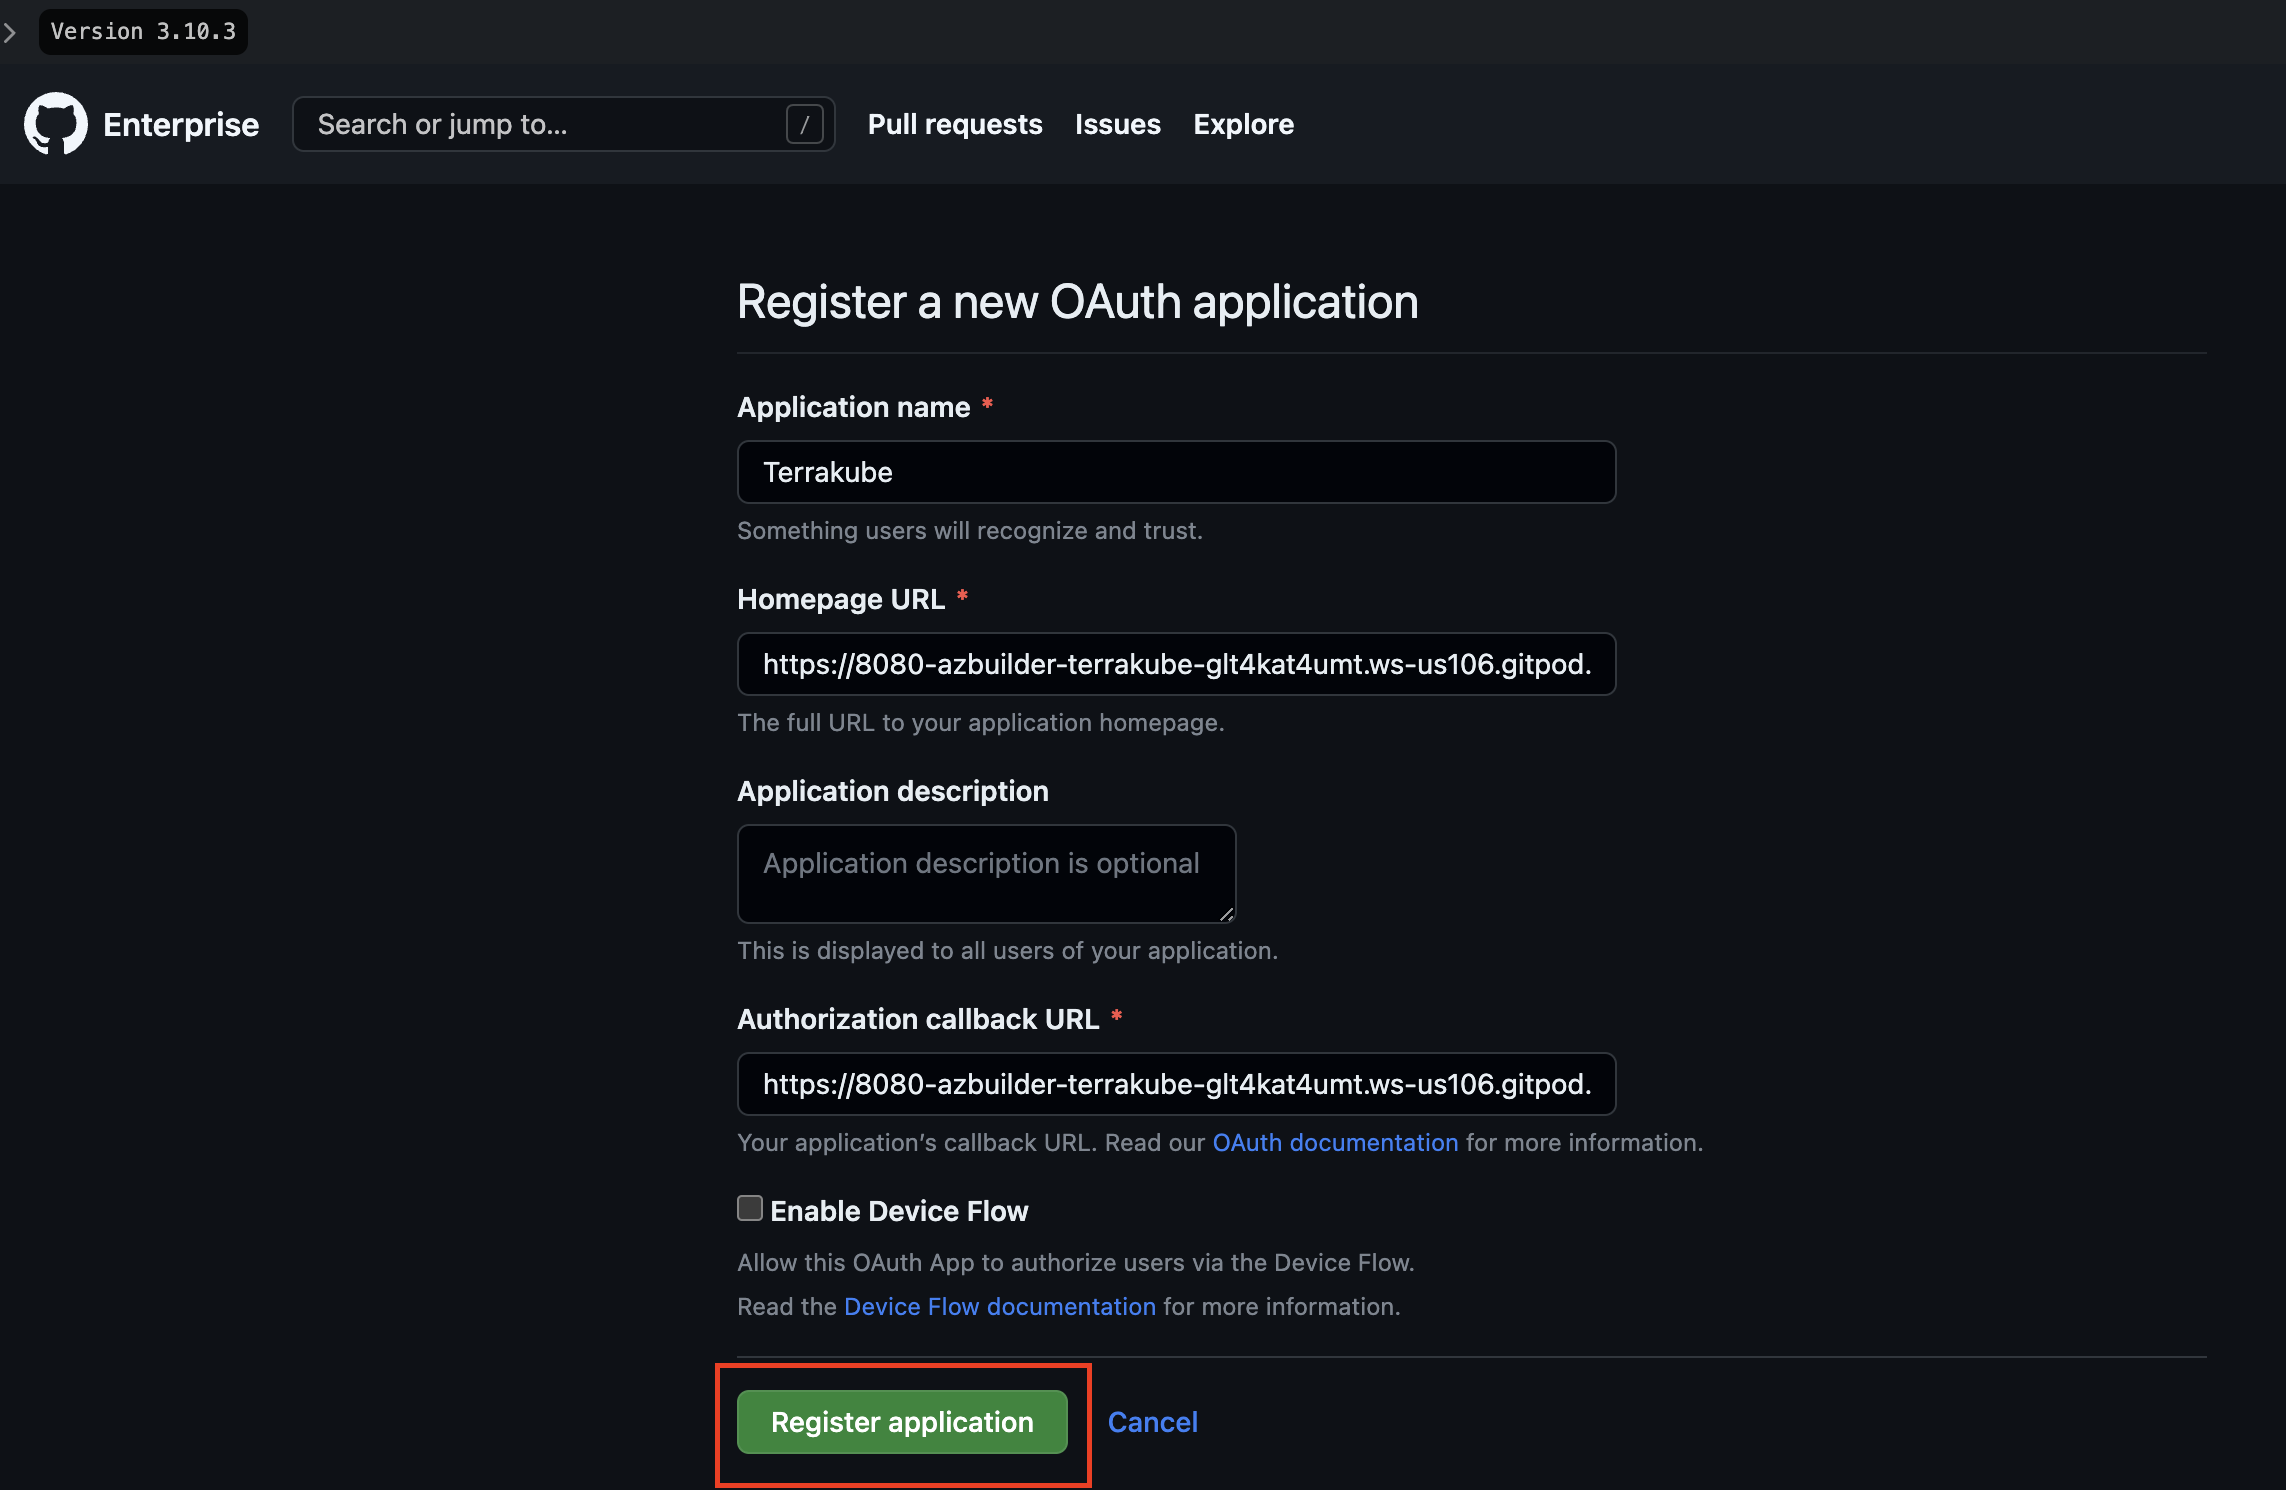 Version 3.10.3
Enterprise
Search or jump to...
/
Pull requests
Issues
Explore
Register a new OAuth application
Application name *
Terrakube
Something users will recognize and trust.
Homepage URL *
https://8080-azbuilder-terrakube-glt4kat4umt.ws-us106.gitpod.
The full URL to your application homepage.
Application description
Application description is optional
This is displayed to all users of your application.
Authorization callback URL *
https://8080-azbuilder-terrakube-glt4kat4umt.ws-us106.gitpod.
Your application’s callback URL. Read our OAuth documentation for more information.
Enable Device Flow
Allow this OAuth App to authorize users via the Device Flow.
Read the Device Flow documentation for more information.
Register application
Cancel